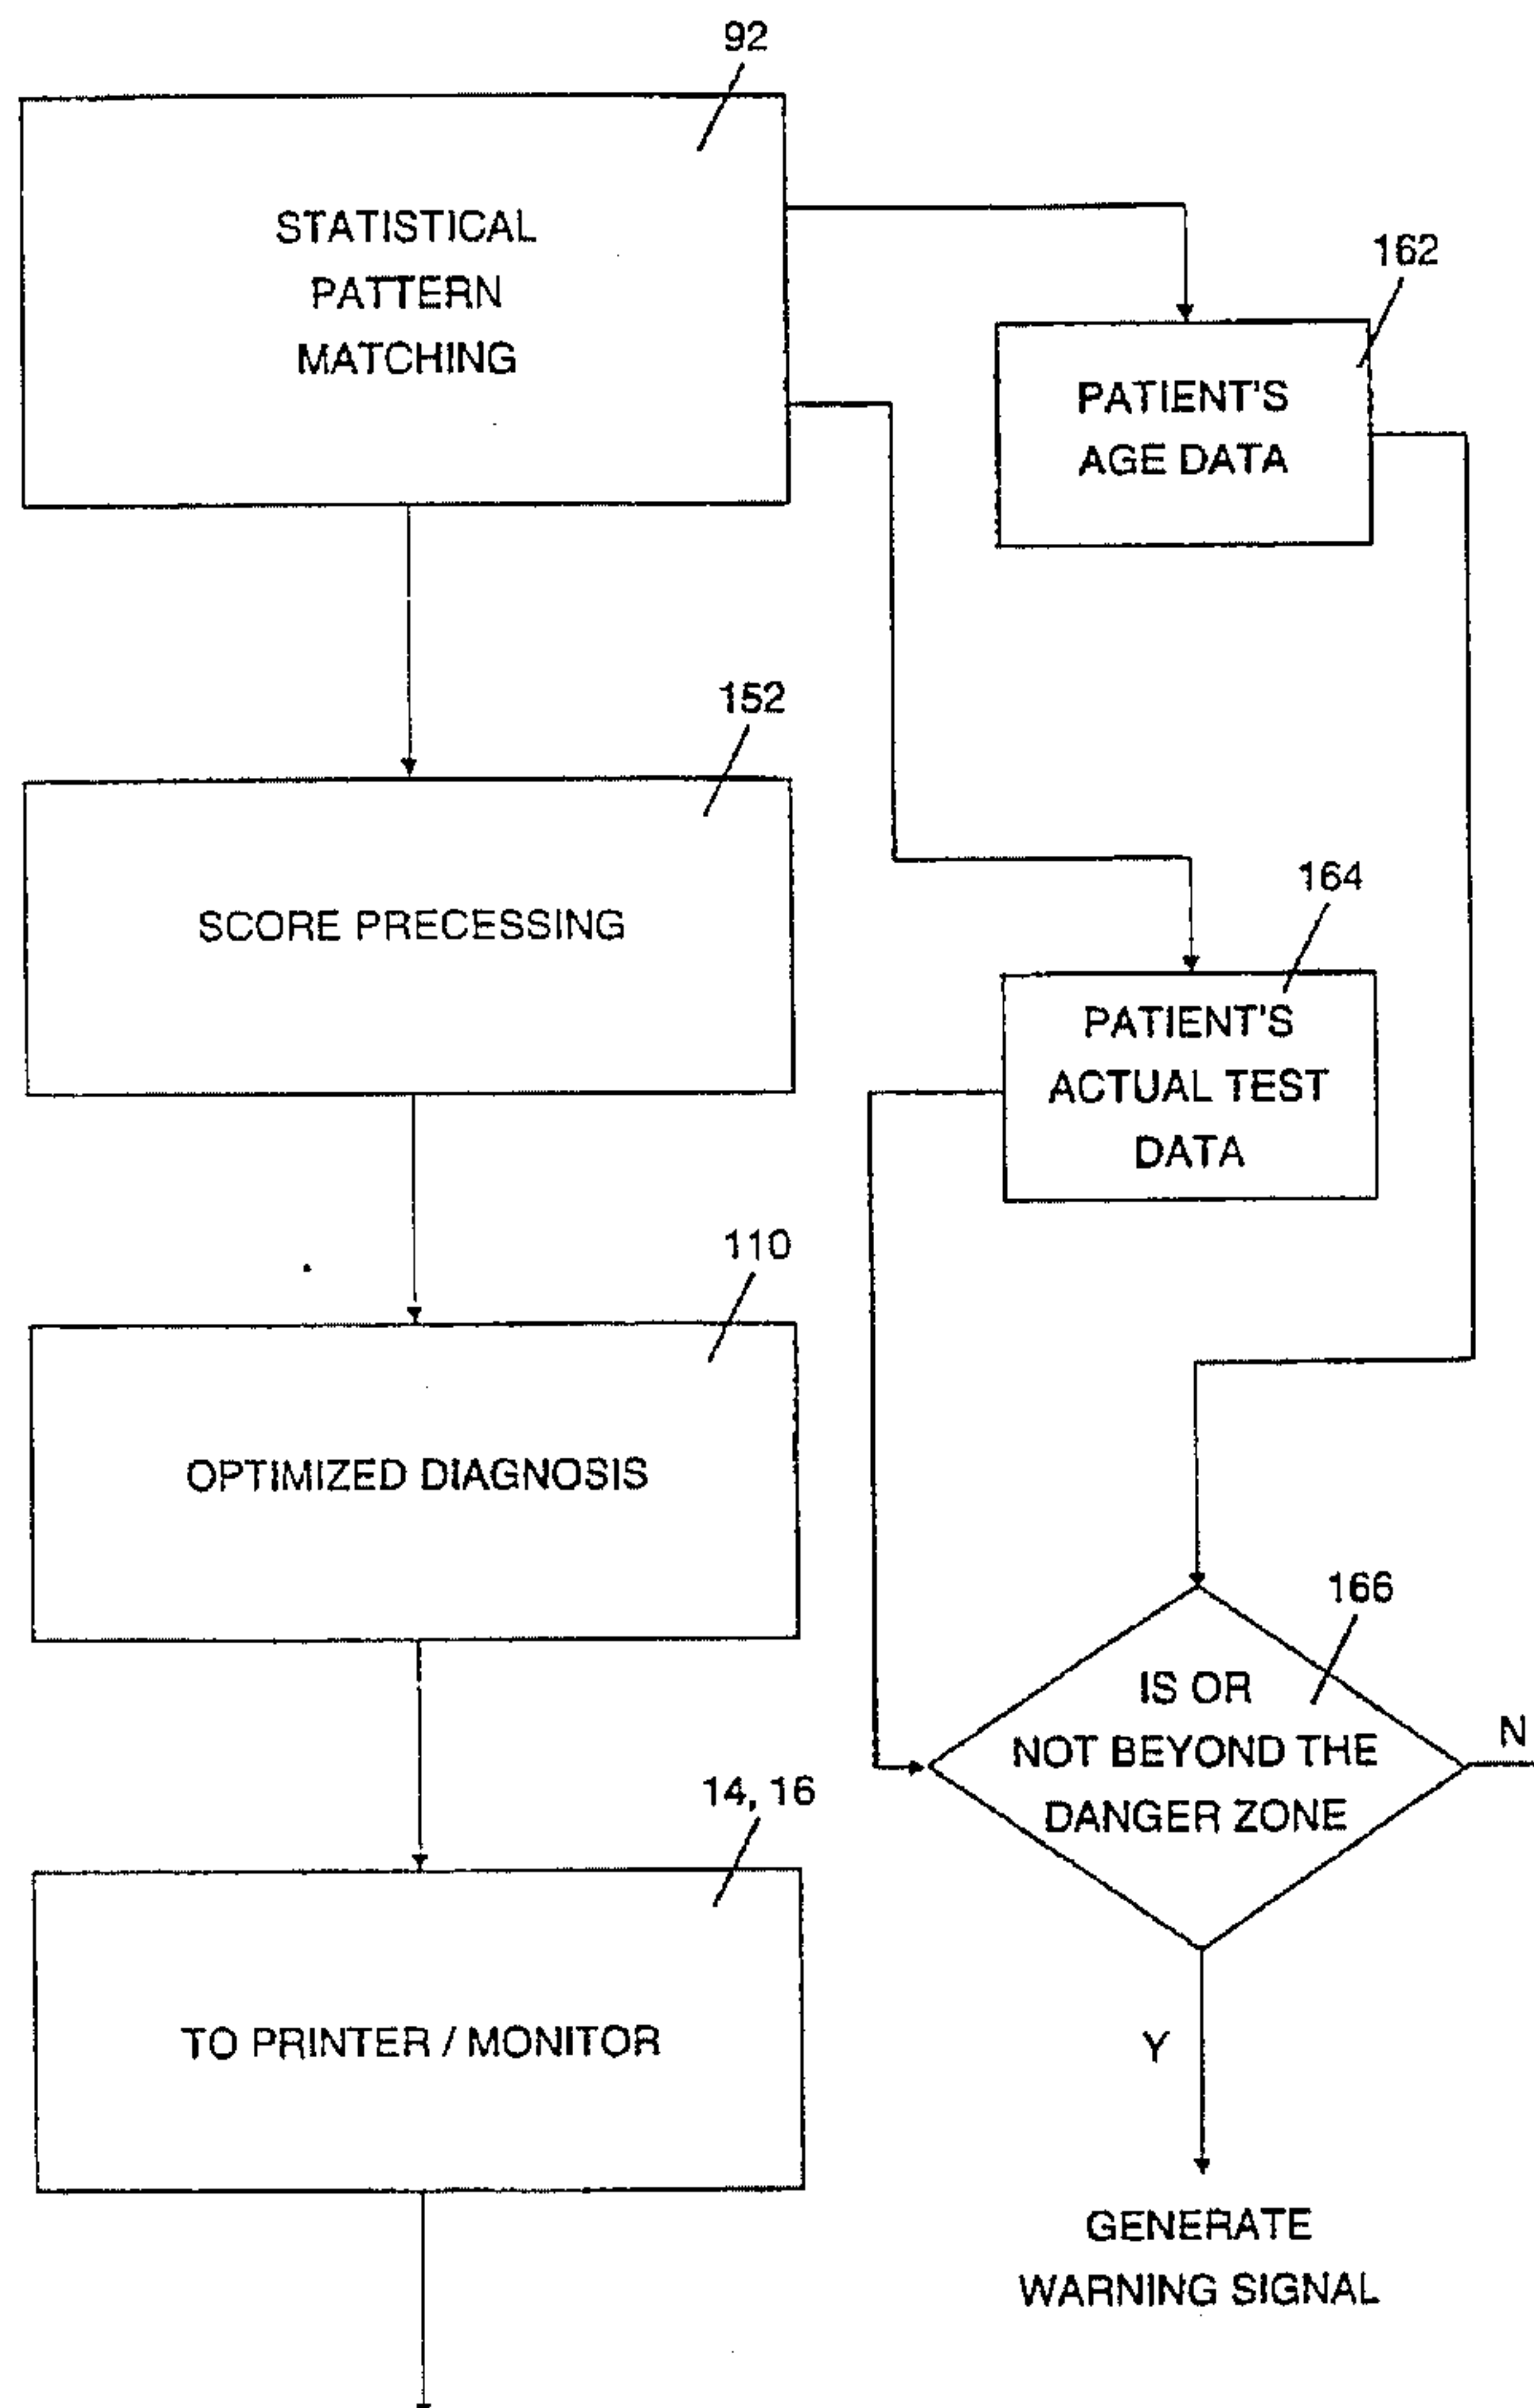 92
STATISTICAL
PATTERN
MATCHING
162
PATIENT'S
AGE DATA
152
SCORE PRECESSING
164
PATIENT'S
ACTUAL TEST
DATA
110
OPTIMIZED DIAGNOSIS
166
IS OR
NOT BEYOND THE
DANGER ZONE
N
14, 16
TO PRINTER / MONITOR
Y
GENERATE
WARNING SIGNAL